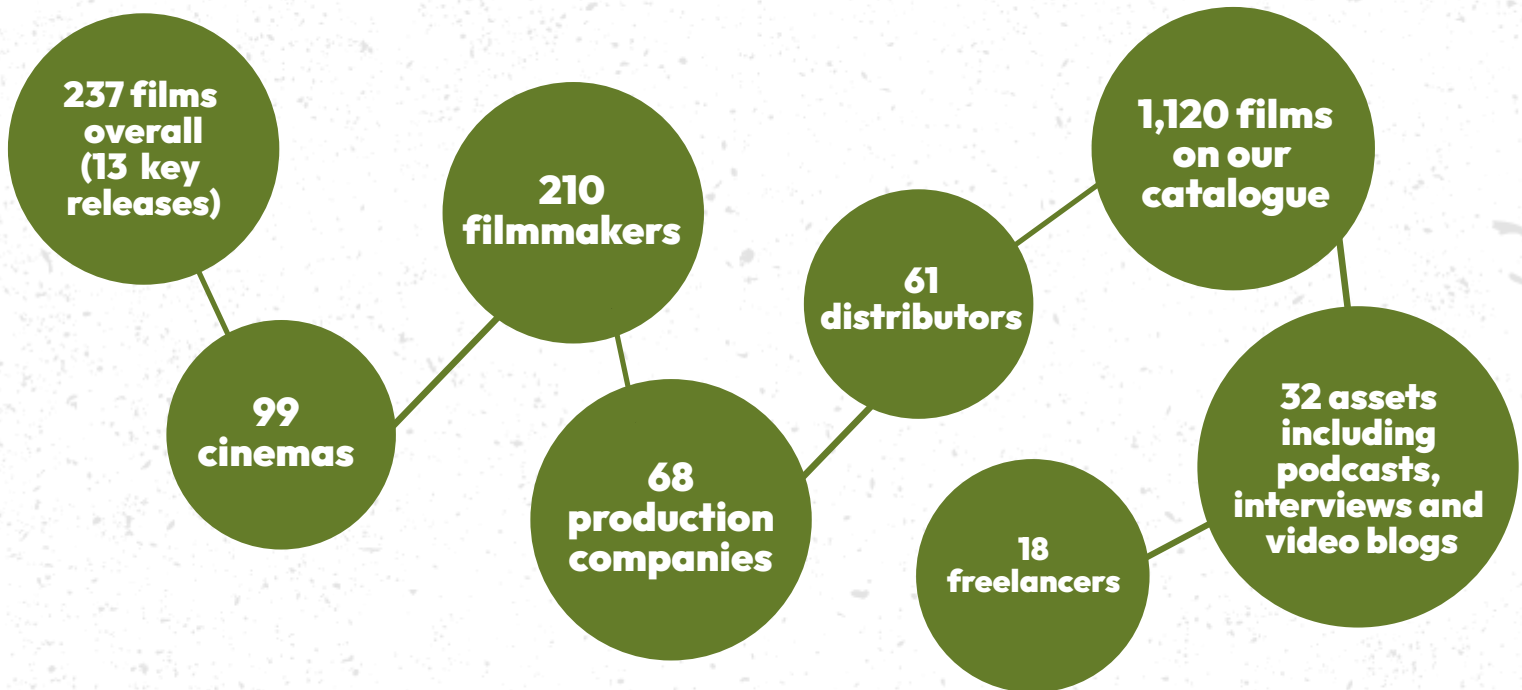 237 films
overall
(13 key
releases)
99
cinemas
210
filmmakers
68
production
companies
61
distributors
1,120 films
on our
catalogue
32 assets
including
podcasts,
interviews and
video blogs
18
freelancers